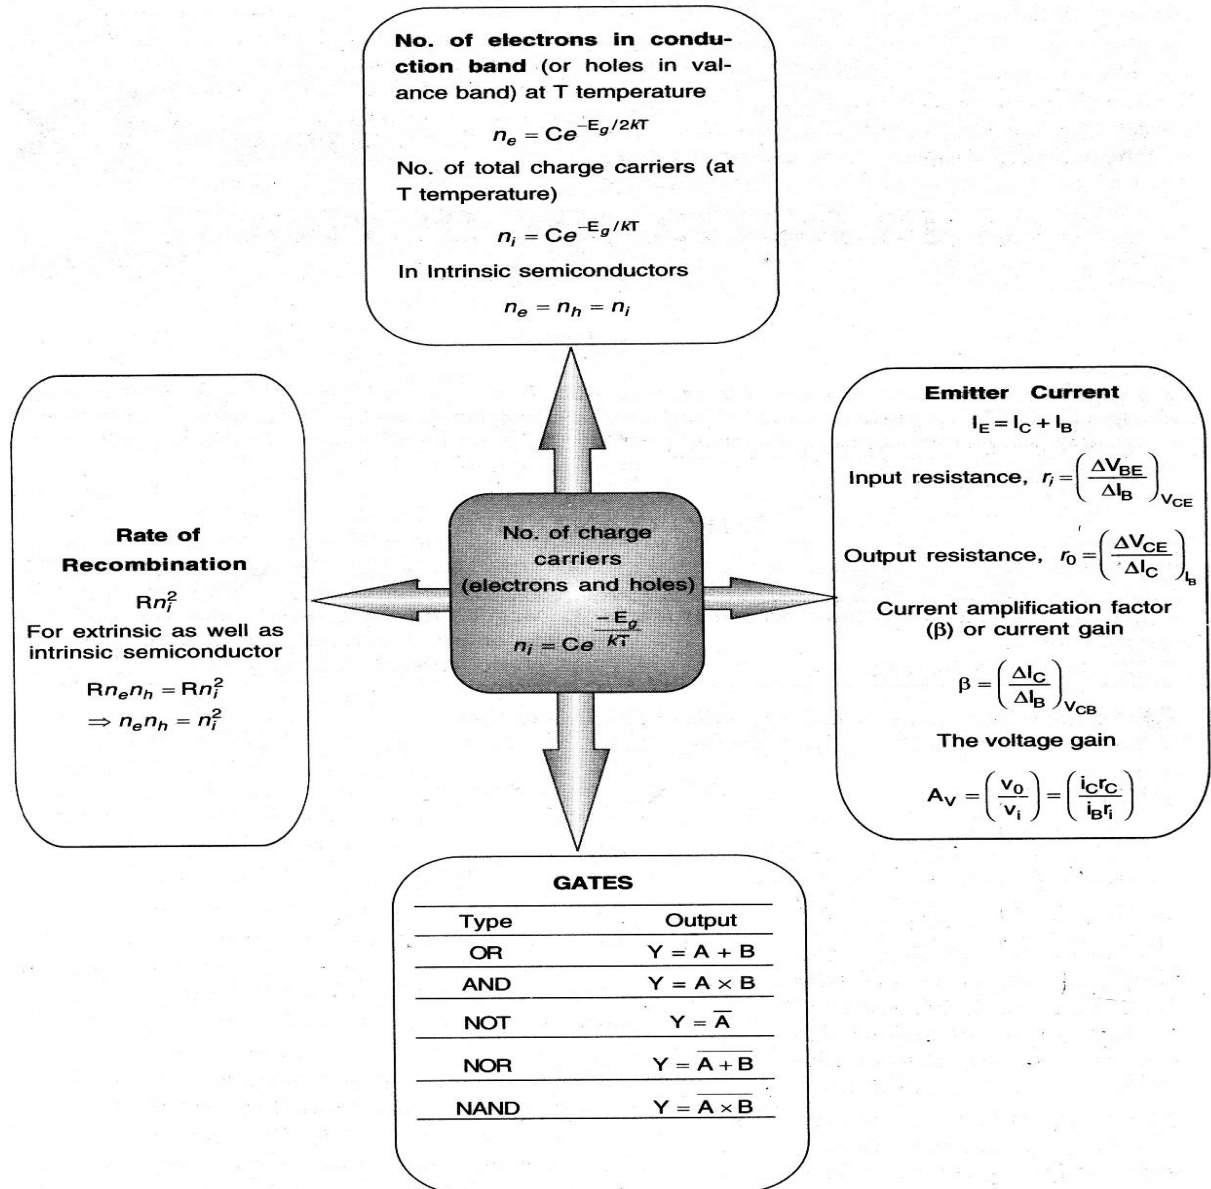 No. of electrons in condu-
ction band (or holes in val-
ance band) at T temperature
nₑ = Ce^(−E_g/2kT)
No. of total charge carriers (at
T temperature)
nᵢ = Ce^(−E_g/kT)
In Intrinsic semiconductors
nₑ = n_h = nᵢ
Rate of
Recombination
Rnᵢ²
For extrinsic as well as
intrinsic semiconductor
Rnₑn_h = Rnᵢ²
⇒ nₑn_h = nᵢ²
No. of charge
carriers
(electrons and holes)
nᵢ = Ce^(−E_g/kT)
Emitter Current
I_E = I_C + I_B
Input resistance, rᵢ = (ΔV_BE/ΔI_B)_V_CE
Output resistance, r₀ = (ΔV_CE/ΔI_C)_I_B
Current amplification factor
(β) or current gain
β = (ΔI_C/ΔI_B)_V_CB
The voltage gain
A_V = (v₀/vᵢ) = (i_C r_C/i_B rᵢ)
GATES
Type Output
OR Y = A + B
AND Y = A × B
NOT Y = A̅
NOR Y = A̅ ̅+̅ ̅B̅
NAND Y = A̅ ̅×̅ ̅B̅